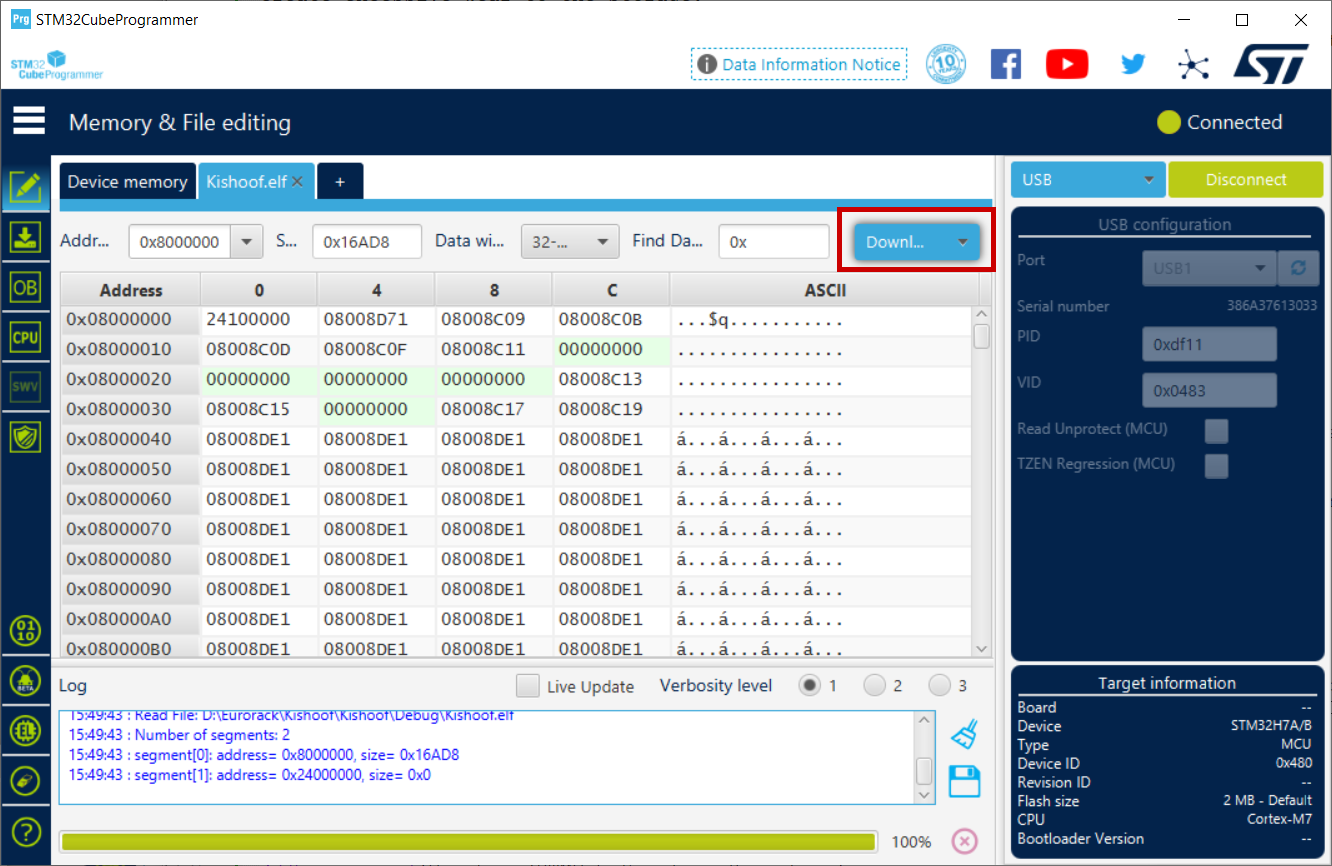 Prg STM32CubeProgrammer
STM32
CubeProgrammer
Data Information Notice
10
Memory & File editing
Connected
Device memory
Kishoof.elf
+
USB
Disconnect
Addr...
0x8000000
S...
0x16AD8
Data wi...
32-...
Find Da...
0x
Downl...
Address 0 4 8 C ASCII
0x08000000 24100000 08008D71 08008C09 08008C0B ...$q...........
0x08000010 08008C0D 08008C0F 08008C11 00000000 ................
0x08000020 00000000 00000000 00000000 08008C13 ................
0x08000030 08008C15 00000000 08008C17 08008C19 ................
0x08000040 08008DE1 08008DE1 08008DE1 08008DE1 á...á...á...á...
0x08000050 08008DE1 08008DE1 08008DE1 08008DE1 á...á...á...á...
0x08000060 08008DE1 08008DE1 08008DE1 08008DE1 á...á...á...á...
0x08000070 08008DE1 08008DE1 08008DE1 08008DE1 á...á...á...á...
0x08000080 08008DE1 08008DE1 08008DE1 08008DE1 á...á...á...á...
0x08000090 08008DE1 08008DE1 08008DE1 08008DE1 á...á...á...á...
0x080000A0 08008DE1 08008DE1 08008DE1 08008DE1 á...á...á...á...
0x080000B0 08008DE1 08008DE1 08008DE1 08008DE1 á...á...á...á...
OB
CPU
SWV
01
10
BETA
EL
?
Log
Live Update
Verbosity level
1
2
3
15:49:43 : Read File: D:\Eurorack\Kishoof\Kishoof\Debug\Kishoof.elf
15:49:43 : Number of segments: 2
15:49:43 : segment[0]: address= 0x8000000, size= 0x16AD8
15:49:43 : segment[1]: address= 0x24000000, size= 0x0
100%
USB configuration
Port USB1
Serial number 386A37613033
PID 0xdf11
VID 0x0483
Read Unprotect (MCU)
TZEN Regression (MCU)
Target information
Board --
Device STM32H7A/B
Type MCU
Device ID 0x480
Revision ID --
Flash size 2 MB - Default
CPU Cortex-M7
Bootloader Version --